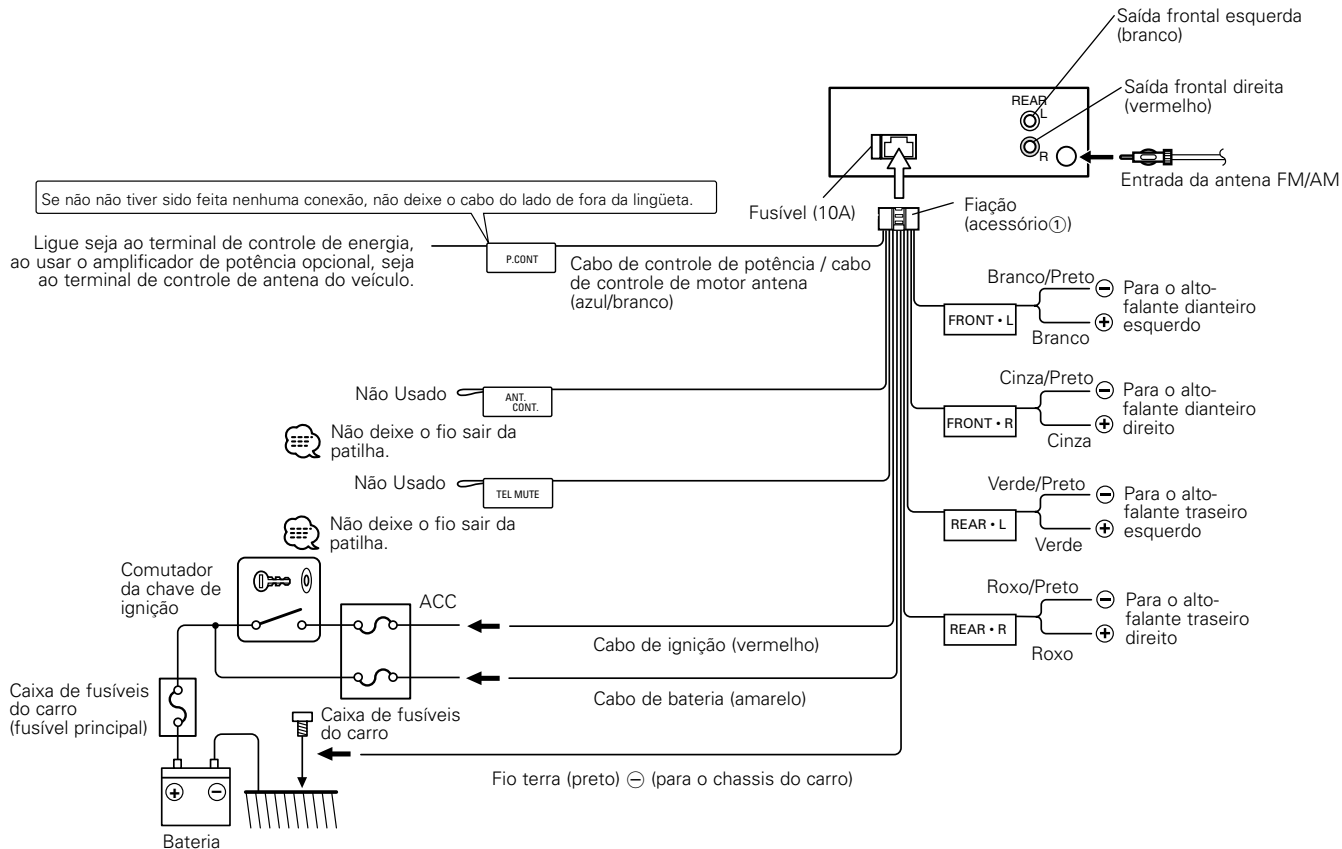 Saída frontal esquerda
(branco)
Saída frontal direita
(vermelho)
REAR
L
R
Entrada da antena FM/AM
Fusível (10A)
Fiação
(acessório①)
Se não não tiver sido feita nenhuma conexão, não deixe o cabo do lado de fora da lingüeta.
Ligue seja ao terminal de controle de energia,
ao usar o amplificador de potência opcional, seja
ao terminal de controle de antena do veículo.
P.CONT
Cabo de controle de potência / cabo
de controle de motor antena
(azul/branco)
Branco/Preto
FRONT • L
Branco
⊖ Para o alto-
falante dianteiro
⊕ esquerdo
Não Usado
ANT.
CONT.
Não deixe o fio sair da
patilha.
Cinza/Preto
FRONT • R
Cinza
⊖ Para o alto-
falante dianteiro
⊕ direito
Não Usado
TEL MUTE
Não deixe o fio sair da
patilha.
Verde/Preto
REAR • L
Verde
⊖ Para o alto-
falante traseiro
⊕ esquerdo
Roxo/Preto
REAR • R
Roxo
⊖ Para o alto-
falante traseiro
⊕ direito
Comutador
da chave de
ignição
ACC
Cabo de ignição (vermelho)
Cabo de bateria (amarelo)
Caixa de fusíveis
do carro
(fusível principal)
Caixa de fusíveis
do carro
Fio terra (preto) ⊖ (para o chassis do carro)
⊕ ⊖
Bateria